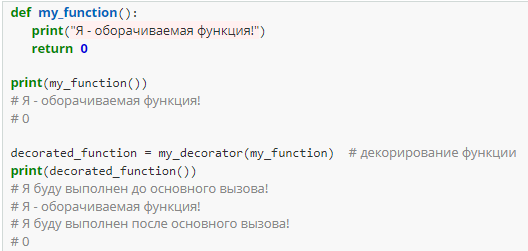 def my_function():
    print("Я - оборачиваемая функция!")
    return 0
print(my_function())
# Я - оборачиваемая функция!
# 0
decorated_function = my_decorator(my_function)  # декорирование функции
print(decorated_function())
# Я буду выполнен до основного вызова!
# Я - оборачиваемая функция!
# Я буду выполнен после основного вызова!
# 0